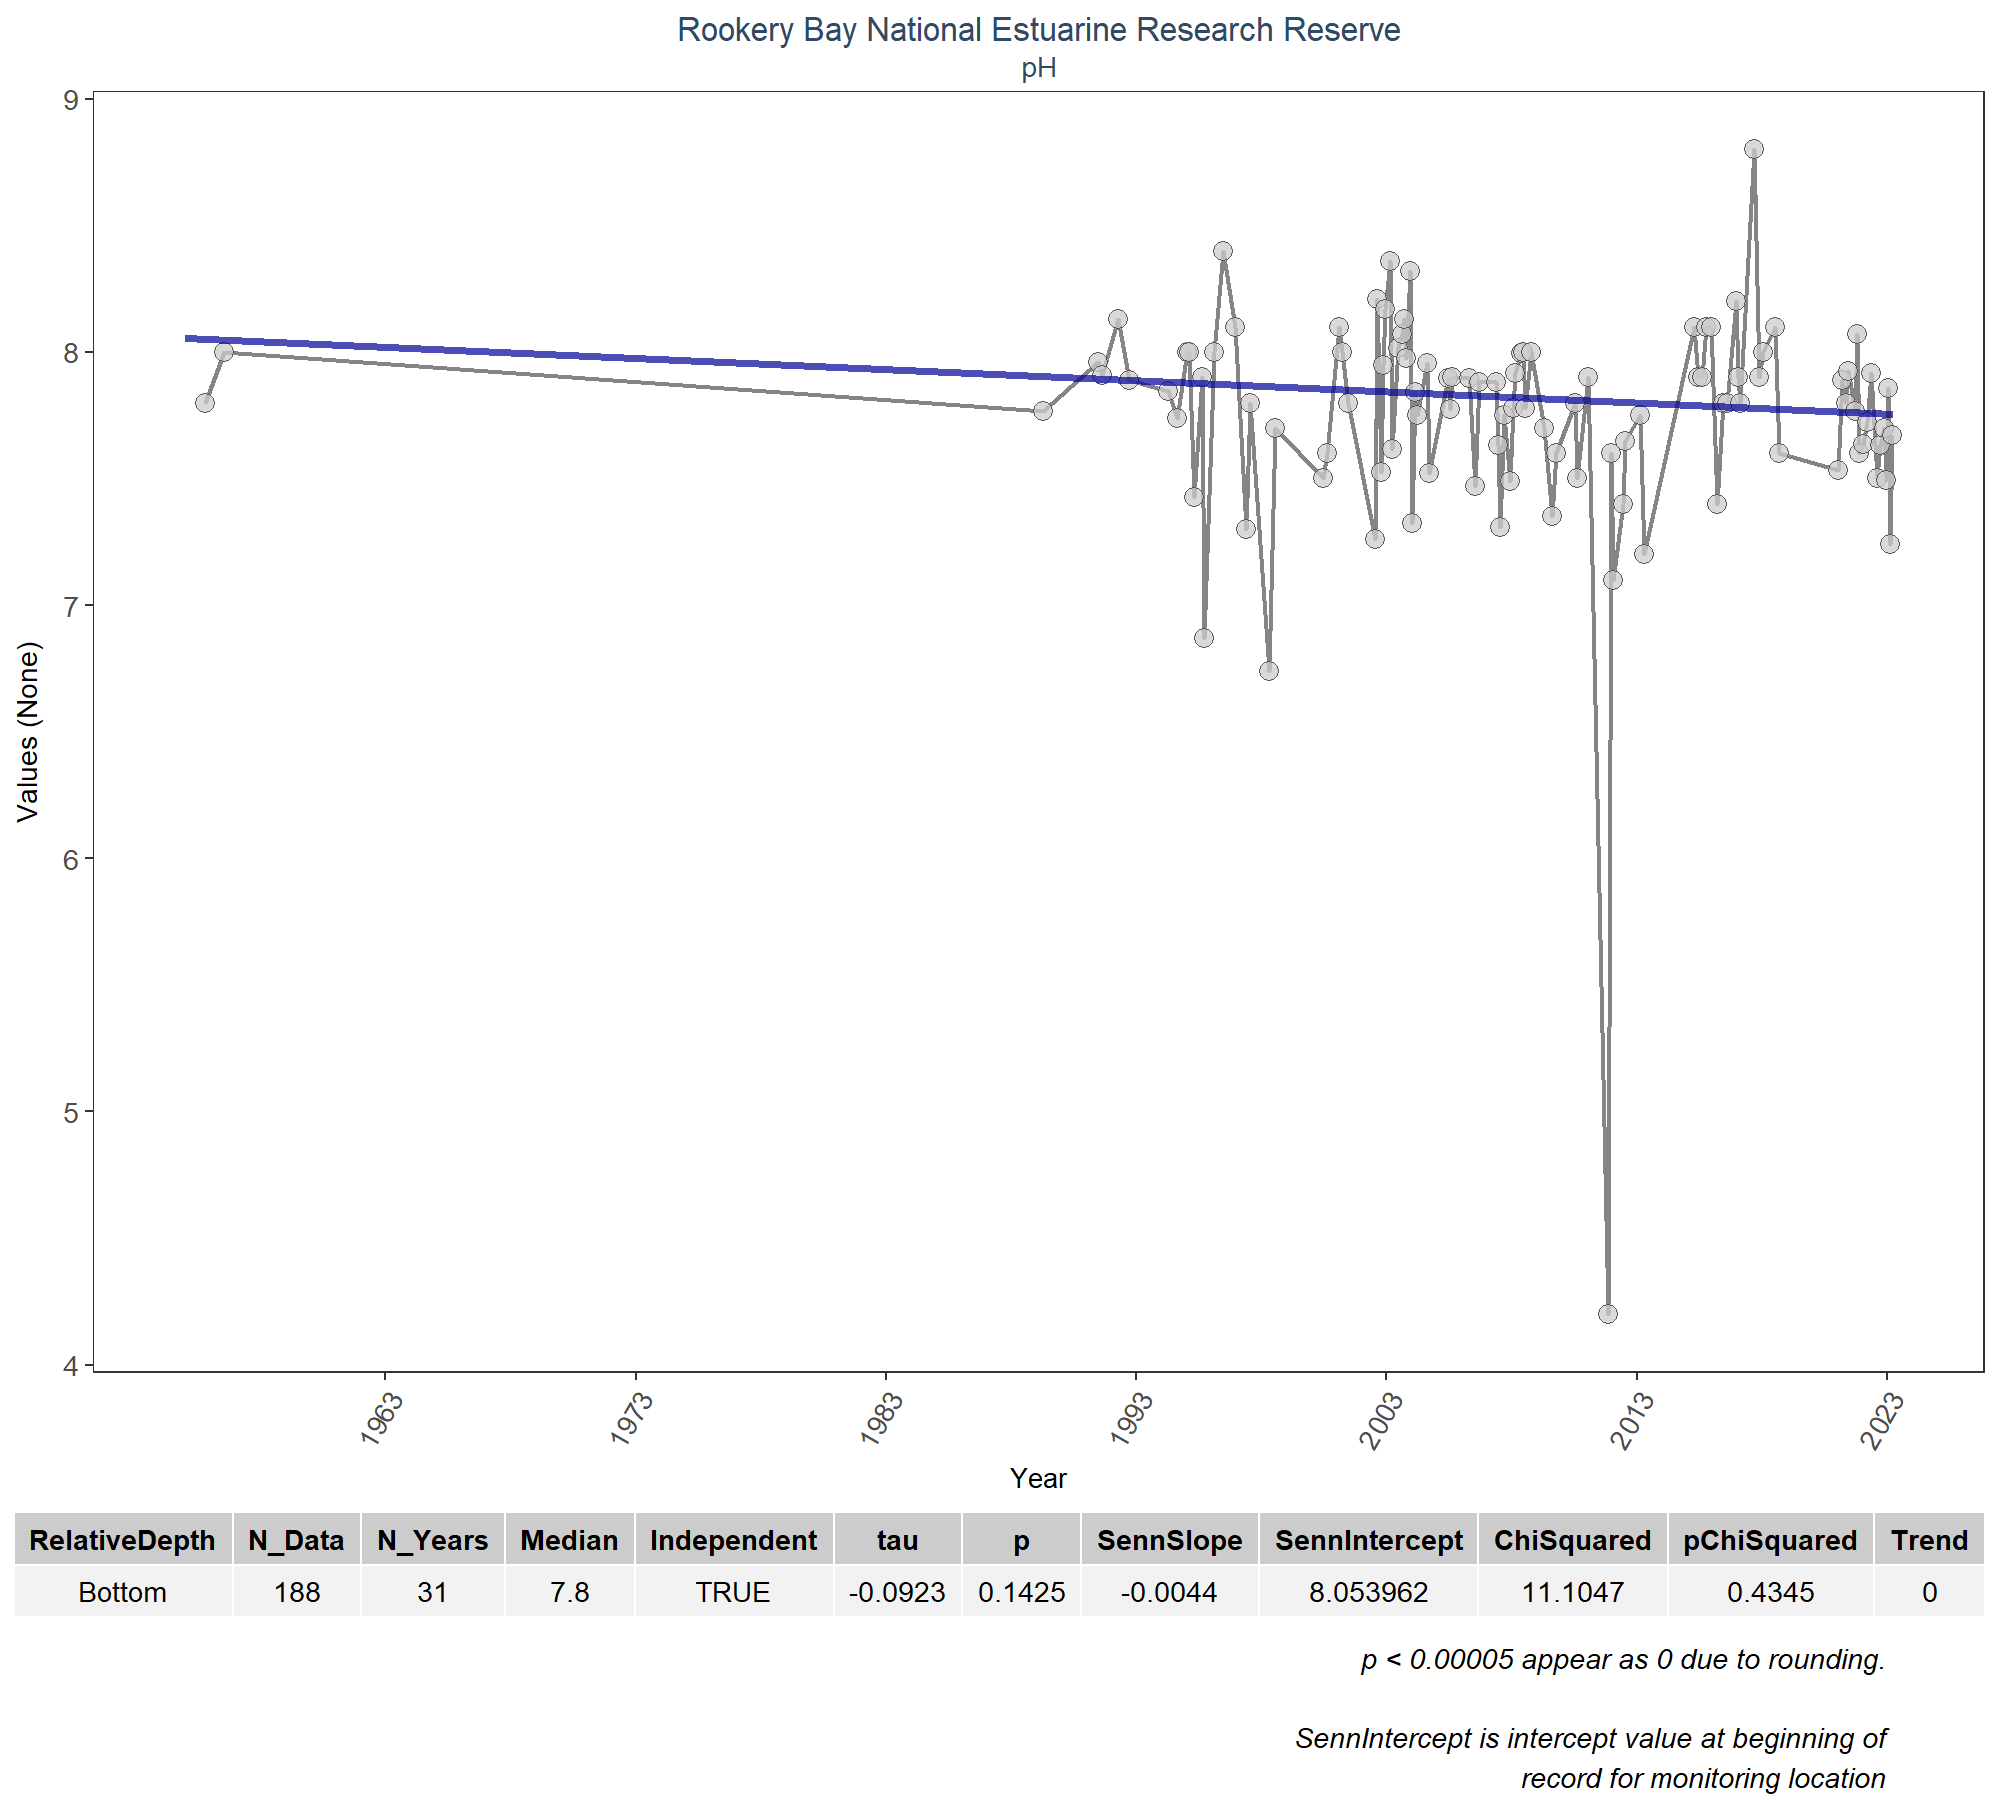 Rookery Bay National Estuarine Research Reserve
pH
9
8
7
6
5
4
Values (None)
1963 1973 1983 1993 2003 2013 2023
Year
RelativeDepth N_Data N_Years Median Independent tau p SennSlope SennIntercept ChiSquared pChiSquared Trend
Bottom 188 31 7.8 TRUE -0.0923 0.1425 -0.0044 8.053962 11.1047 0.4345 0
p < 0.00005 appear as 0 due to rounding.
SennIntercept is intercept value at beginning of
record for monitoring location